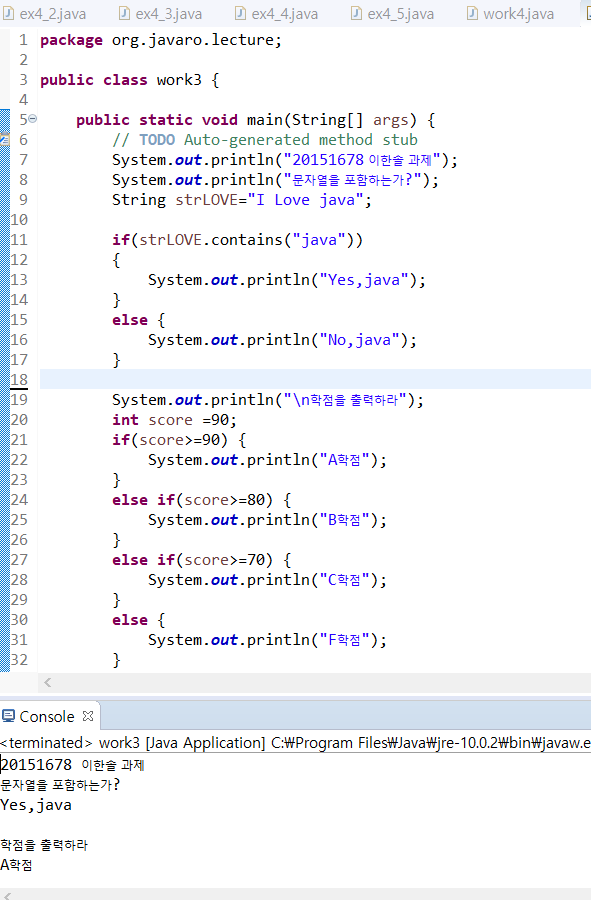 ex4_2.java ex4_3.java ex4_4.java ex4_5.java work4.java
1 package org.javaro.lecture;
2
3 public class work3 {
4
5 public static void main(String[] args) {
6 // TODO Auto-generated method stub
7 System.out.println("20151678 이한솔 과제");
8 System.out.println("문자열을 포함하는가?");
9 String strLOVE="I Love java";
10
11 if(strLOVE.contains("java"))
12 {
13 System.out.println("Yes,java");
14 }
15 else {
16 System.out.println("No,java");
17 }
18
19 System.out.println("\n학점을 출력하라");
20 int score =90;
21 if(score>=90) {
22 System.out.println("A학점");
23 }
24 else if(score>=80) {
25 System.out.println("B학점");
26 }
27 else if(score>=70) {
28 System.out.println("C학점");
29 }
30 else {
31 System.out.println("F학점");
32 }
Console
<terminated> work3 [Java Application] C:₩Program Files₩Java₩jre-10.0.2₩bin₩javaw.e
20151678 이한솔 과제
문자열을 포함하는가?
Yes,java
학점을 출력하라
A학점